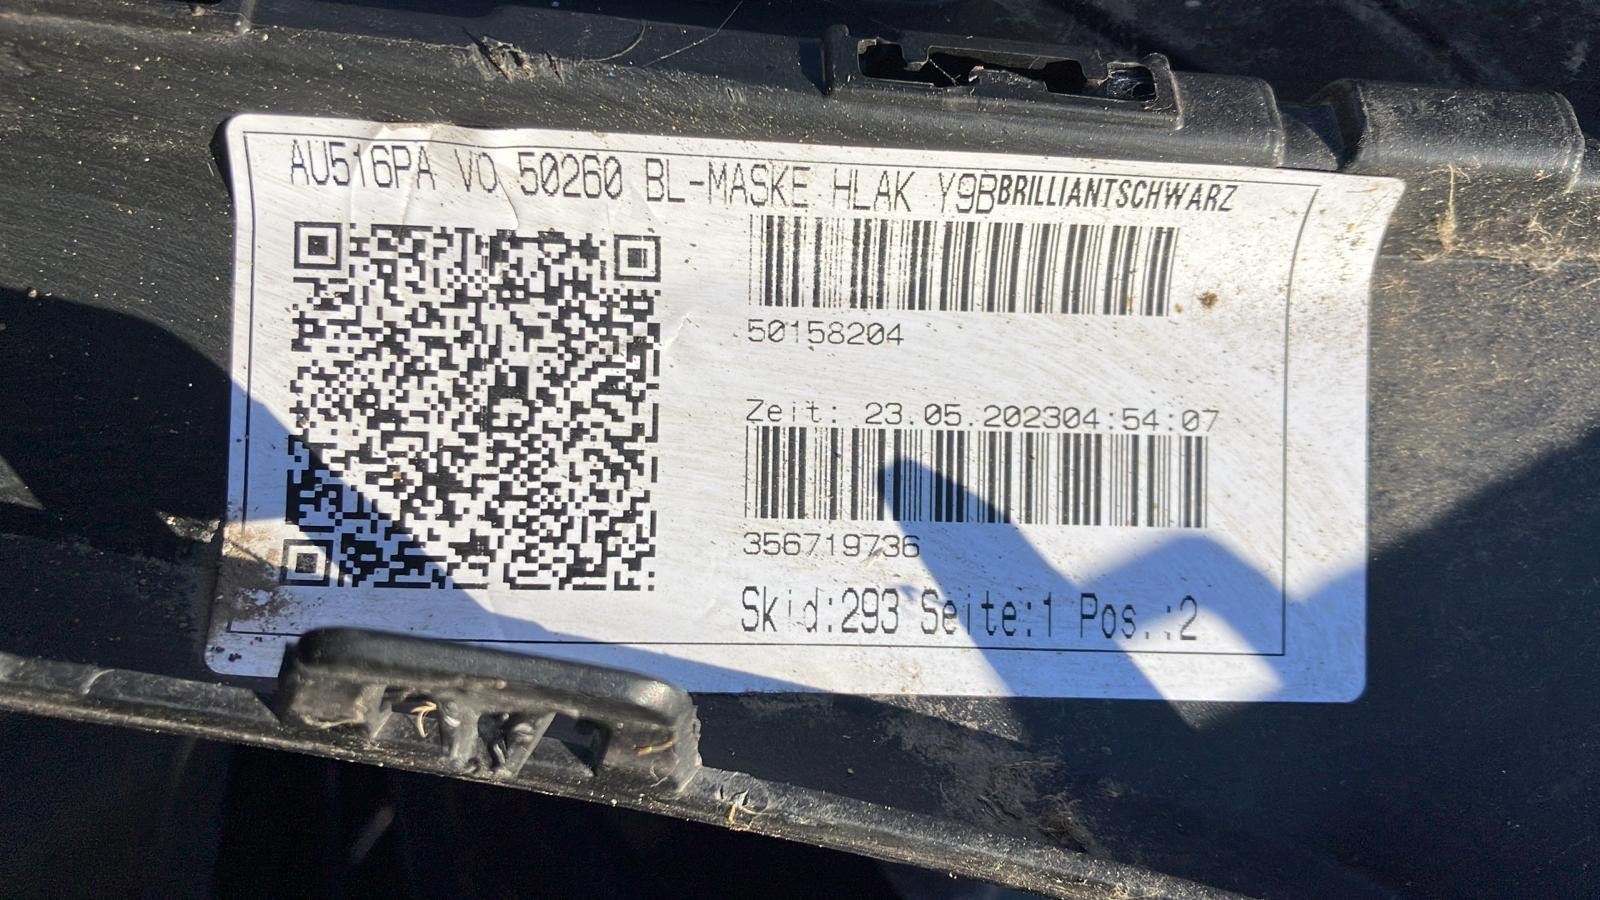 AU516PA VO 50260 BL-MASKE HLAK Y9BBRILLIANTSCHWARZ
50158204
Zeit: 23.05.202304:54:07
356719736
Skid:293 Seite:1 Pos.:2